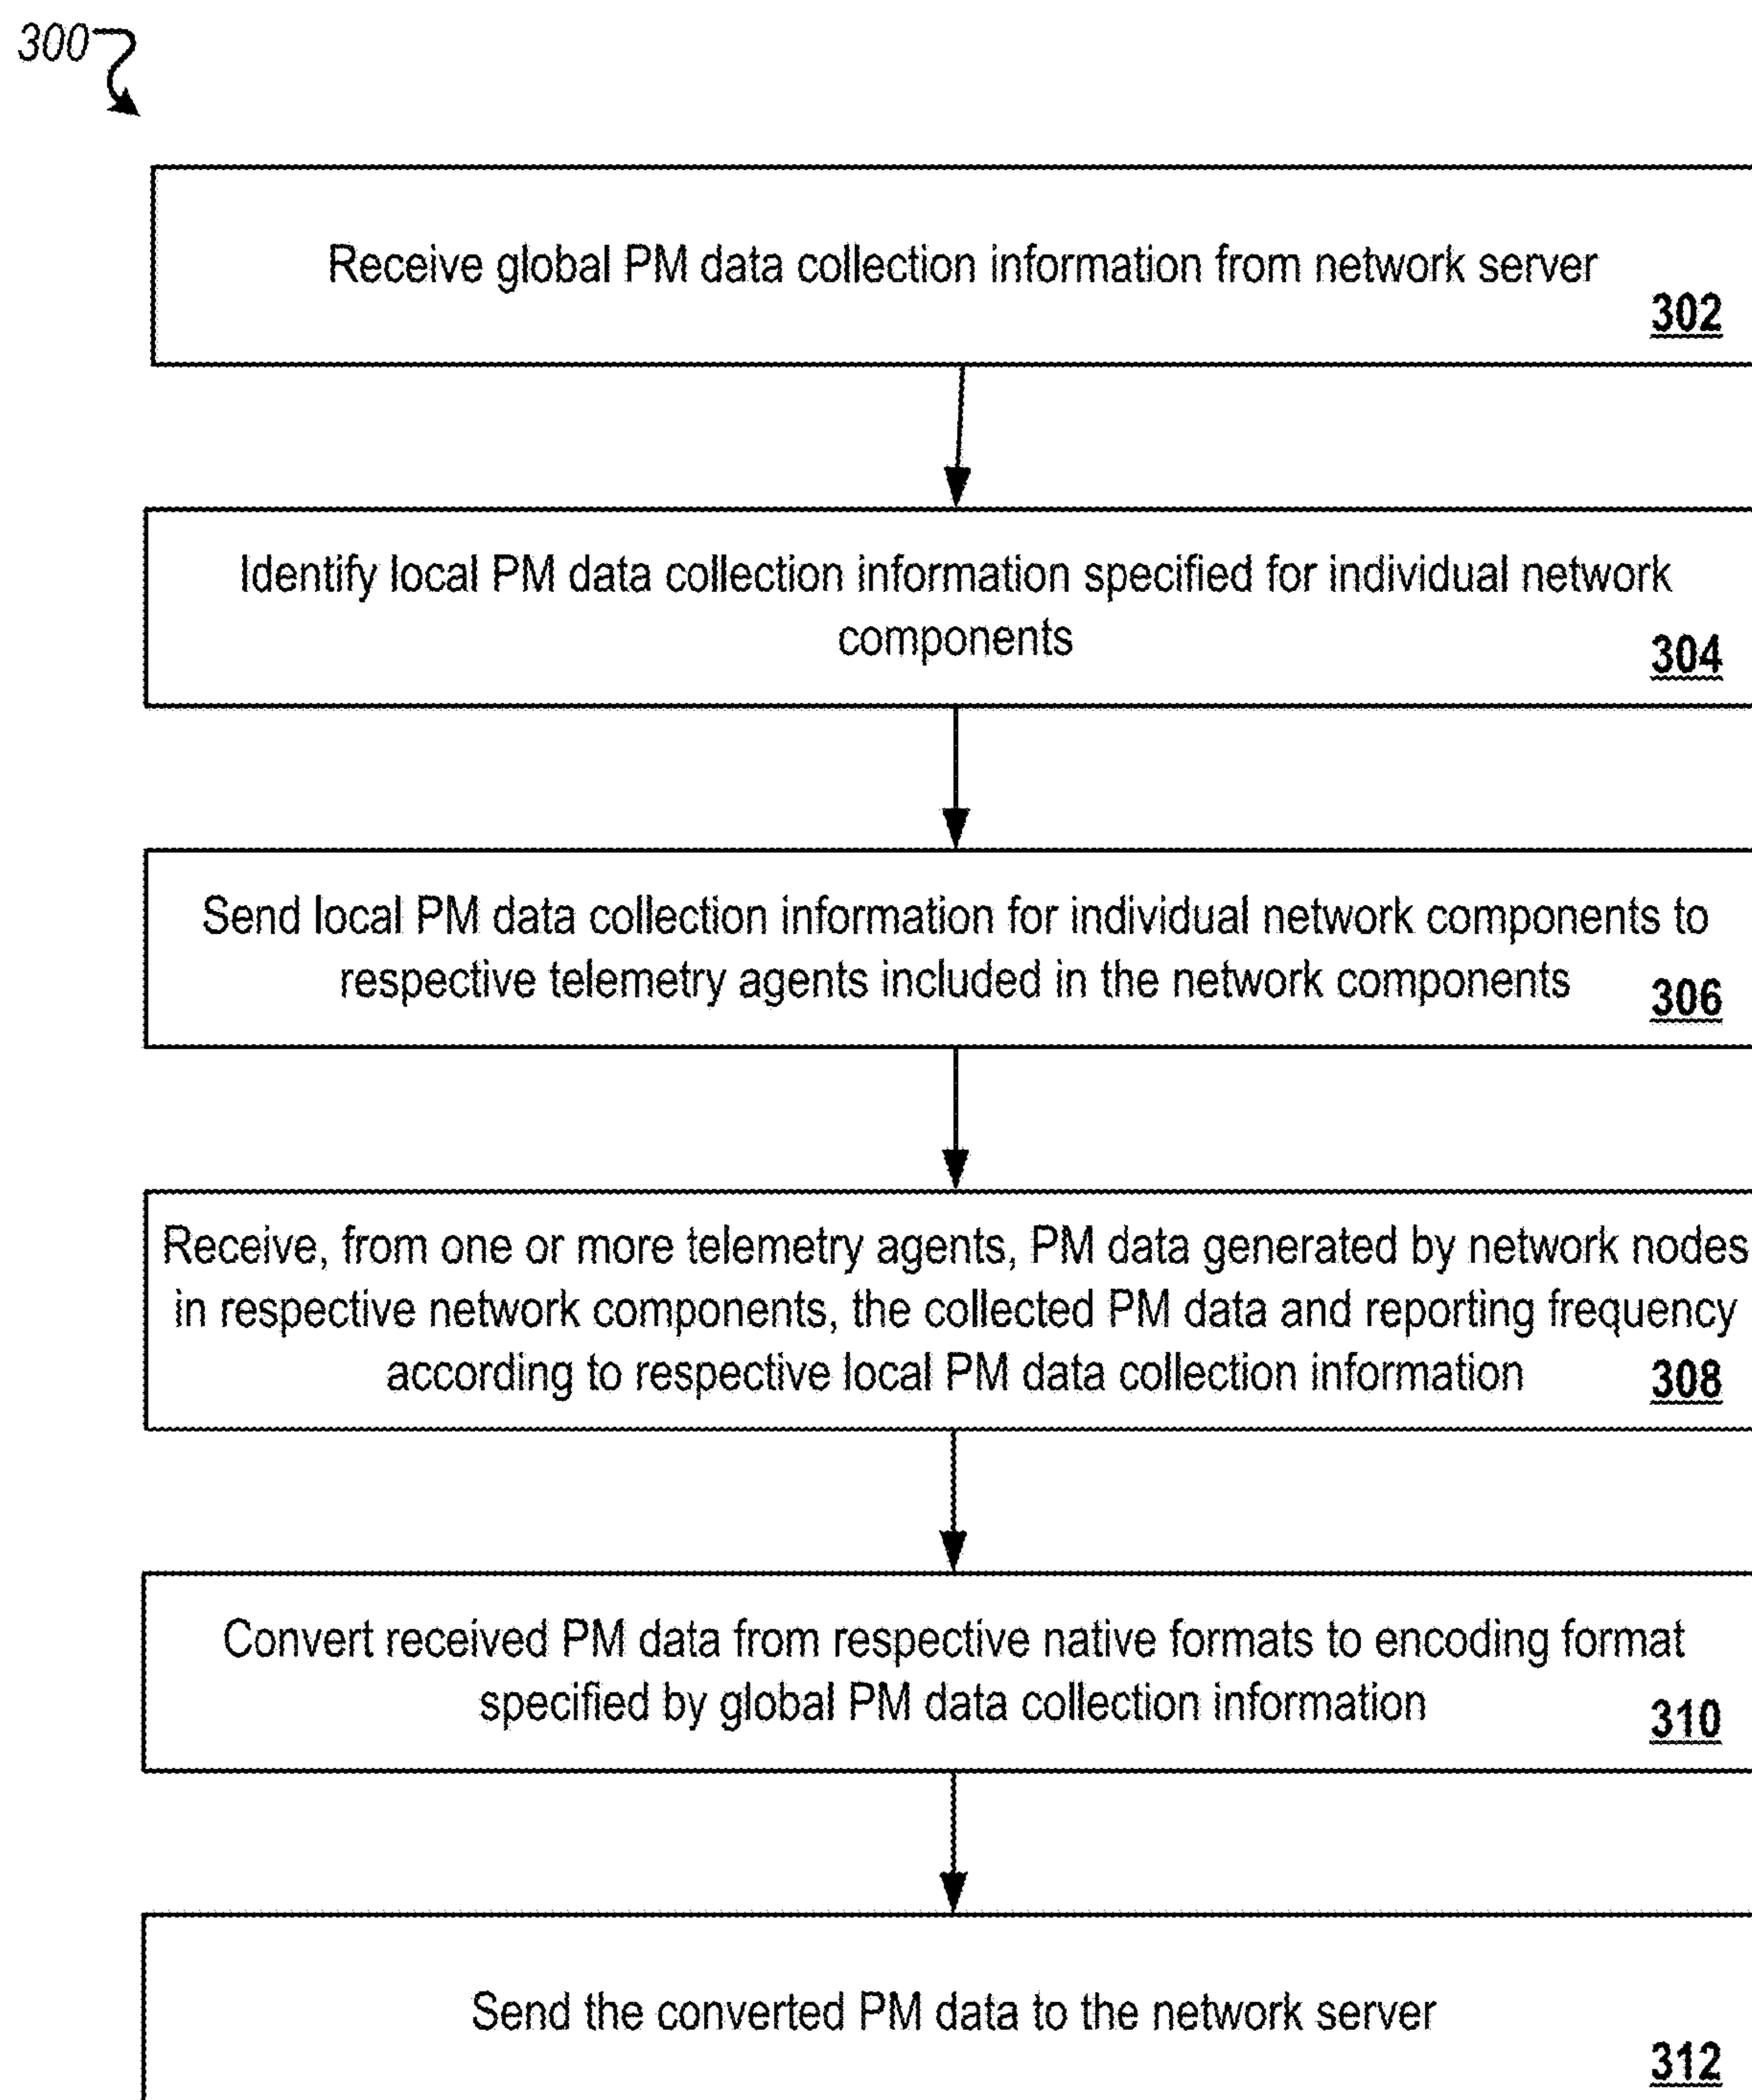 300
Receive global PM data collection information from network server
302
Identify local PM data collection information specified for individual network
components
304
Send local PM data collection information for individual network components to
respective telemetry agents included in the network components
306
Receive, from one or more telemetry agents, PM data generated by network nodes
in respective network components, the collected PM data and reporting frequency
according to respective local PM data collection information
308
Convert received PM data from respective native formats to encoding format
specified by global PM data collection information
310
Send the converted PM data to the network server
312